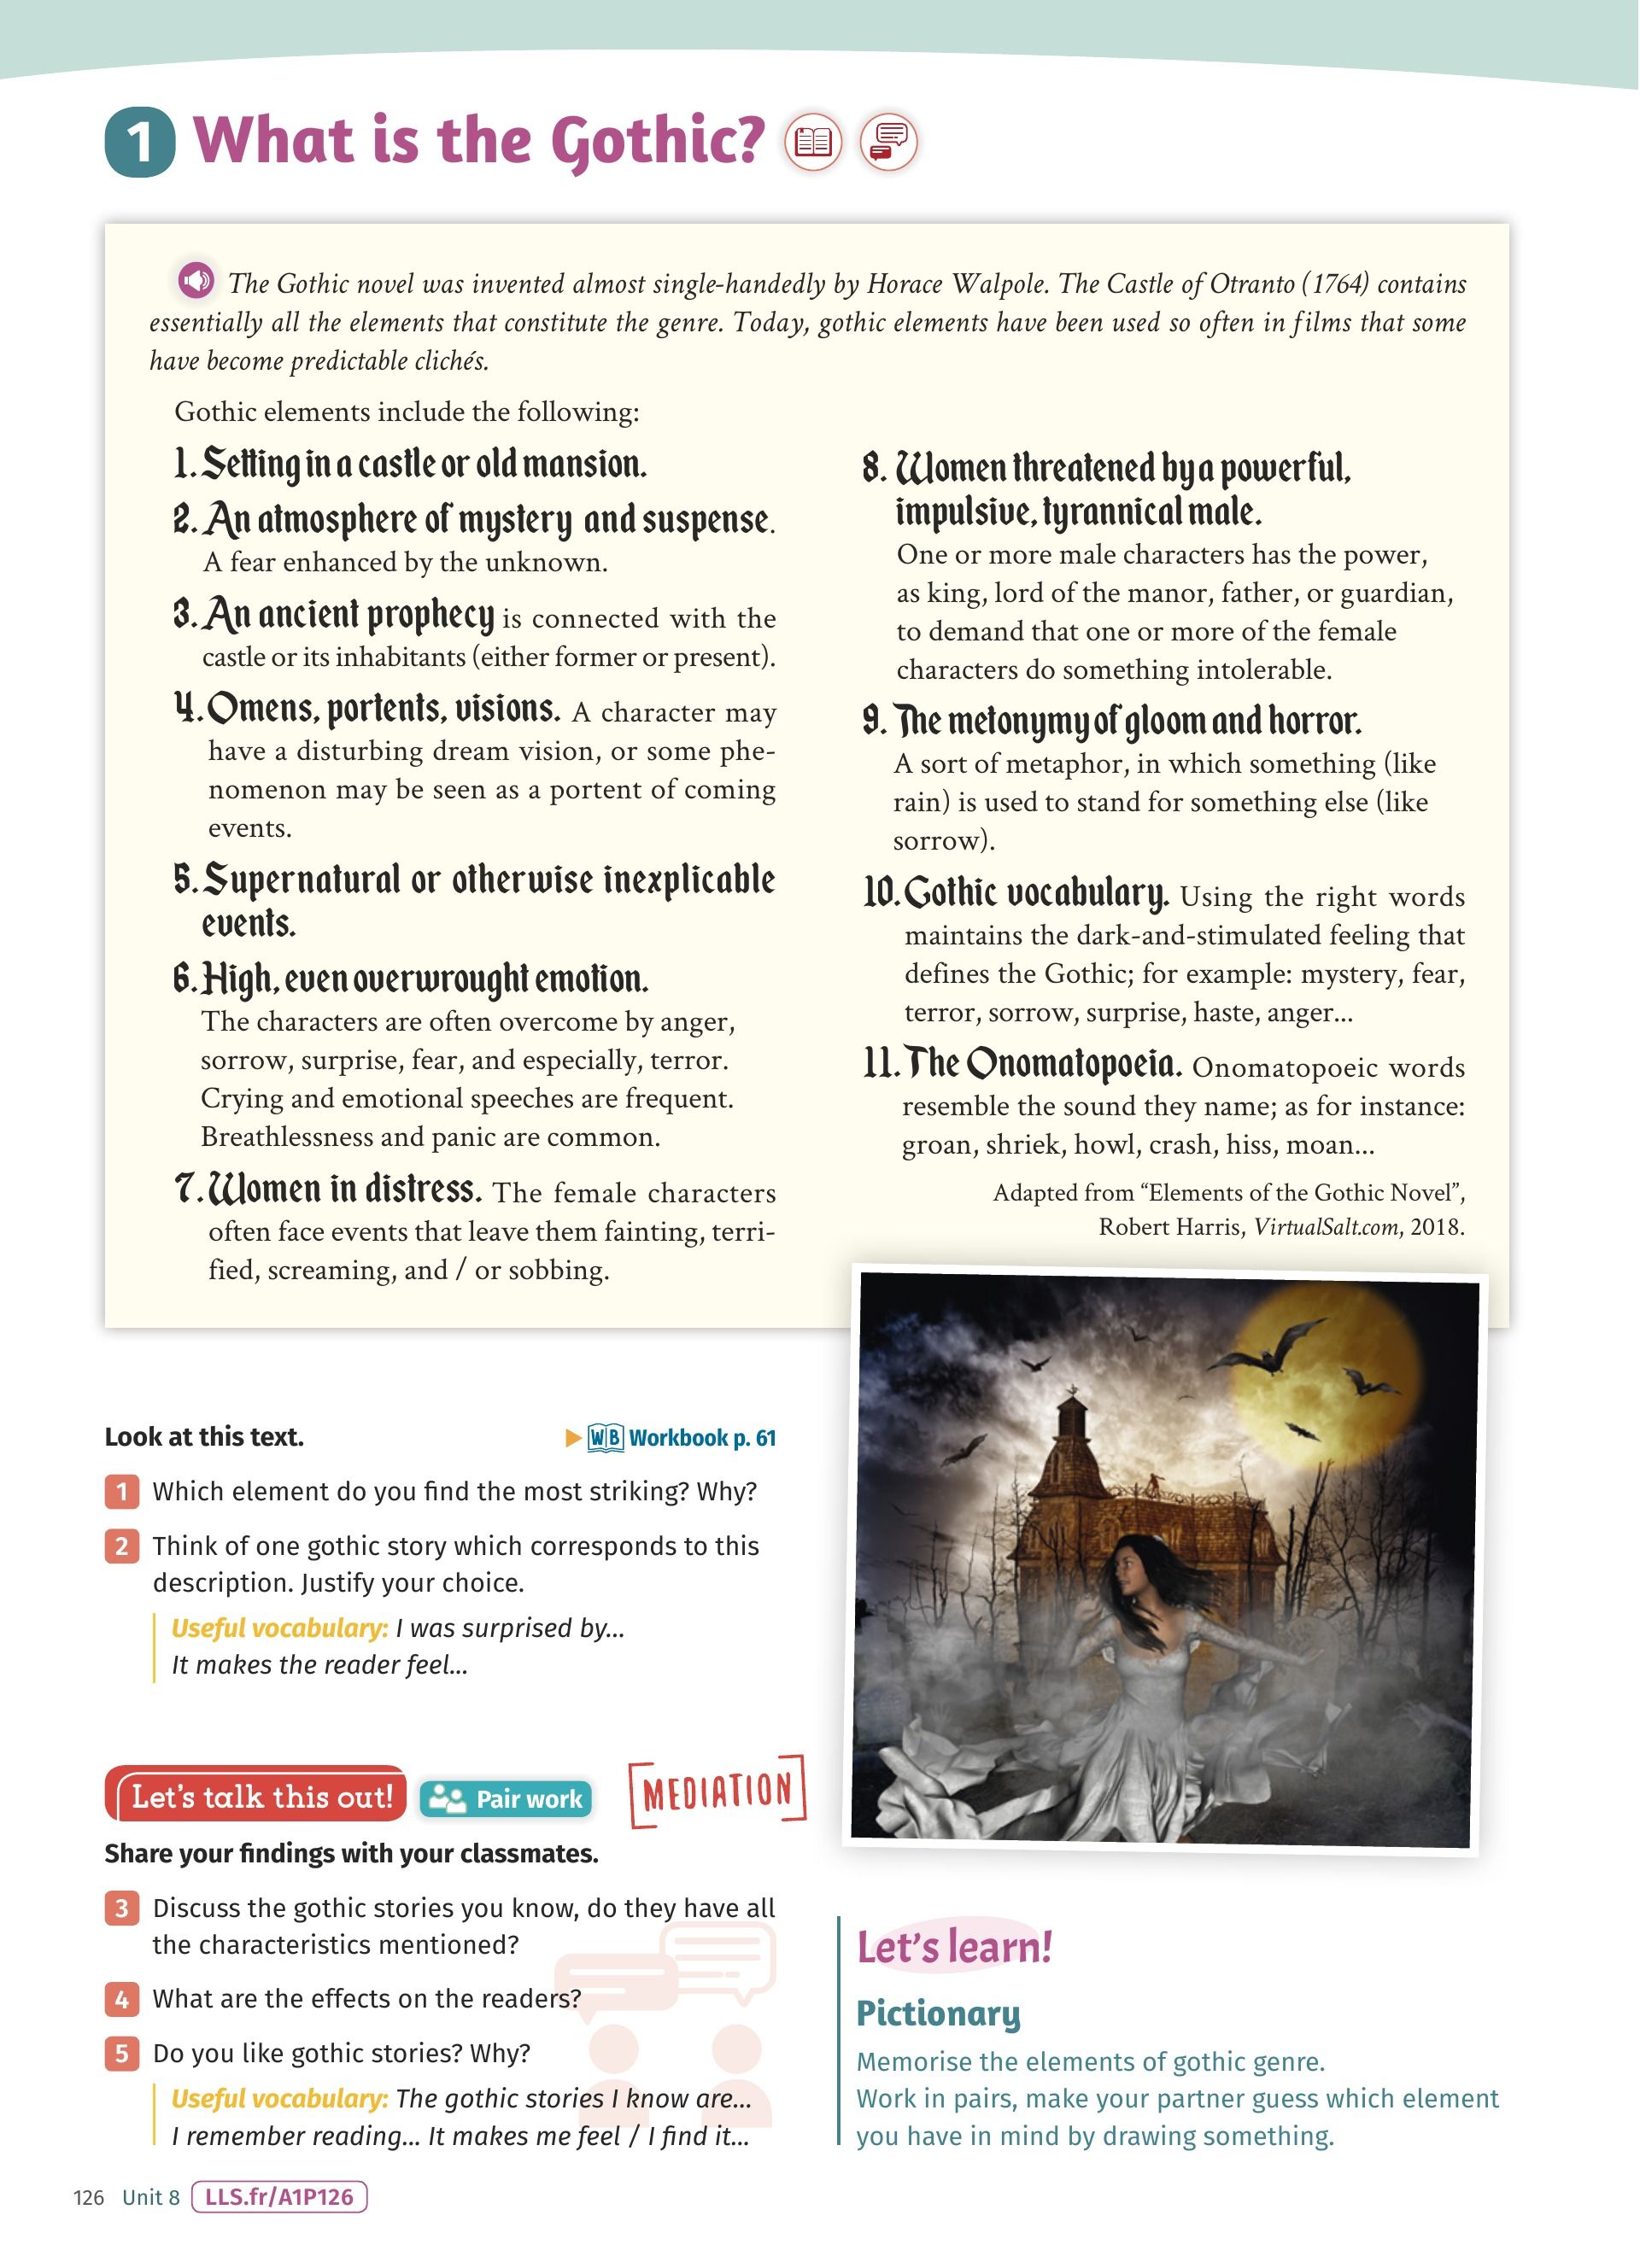 1 What is the Gothic?
The Gothic novel was invented almost single-handedly by Horace Walpole. The Castle of Otranto (1764) contains
essentially all the elements that constitute the genre. Today, gothic elements have been used so often in films that some
have become predictable clichés.
Gothic elements include the following:
1. Setting in a castle or old mansion.
2. An atmosphere of mystery and suspense.
A fear enhanced by the unknown.
3. An ancient prophecy is connected with the
castle or its inhabitants (either former or present).
4. Omens, portents, visions. A character may
have a disturbing dream vision, or some phe-
nomenon may be seen as a portent of coming
events.
5. Supernatural or otherwise inexplicable
events.
6. High, even overwrought emotion.
The characters are often overcome by anger,
sorrow, surprise, fear, and especially, terror.
Crying and emotional speeches are frequent.
Breathlessness and panic are common.
7. Women in distress. The female characters
often face events that leave them fainting, terri-
fied, screaming, and / or sobbing.
8. Women threatened by a powerful,
impulsive, tyrannical male.
One or more male characters has the power,
as king, lord of the manor, father, or guardian,
to demand that one or more of the female
characters do something intolerable.
9. The metonymy of gloom and horror.
A sort of metaphor, in which something (like
rain) is used to stand for something else (like
sorrow).
10. Gothic vocabulary. Using the right words
maintains the dark-and-stimulated feeling that
defines the Gothic; for example: mystery, fear,
terror, sorrow, surprise, haste, anger...
11. The Onomatopoeia. Onomatopoeic words
resemble the sound they name; as for instance:
groan, shriek, howl, crash, hiss, moan...
Adapted from “Elements of the Gothic Novel”,
Robert Harris, VirtualSalt.com, 2018.
Look at this text.
WB Workbook p. 61
1 Which element do you find the most striking? Why?
2 Think of one gothic story which corresponds to this
description. Justify your choice.
Useful vocabulary: I was surprised by...
It makes the reader feel...
Let's talk this out! Pair work MEDIATION
Share your findings with your classmates.
3 Discuss the gothic stories you know, do they have all
the characteristics mentioned?
4 What are the effects on the readers?
5 Do you like gothic stories? Why?
Useful vocabulary: The gothic stories I know are...
I remember reading... It makes me feel / I find it...
Let's learn!
Pictionary
Memorise the elements of gothic genre.
Work in pairs, make your partner guess which element
you have in mind by drawing something.
126 Unit 8 LLS.fr/A1P126